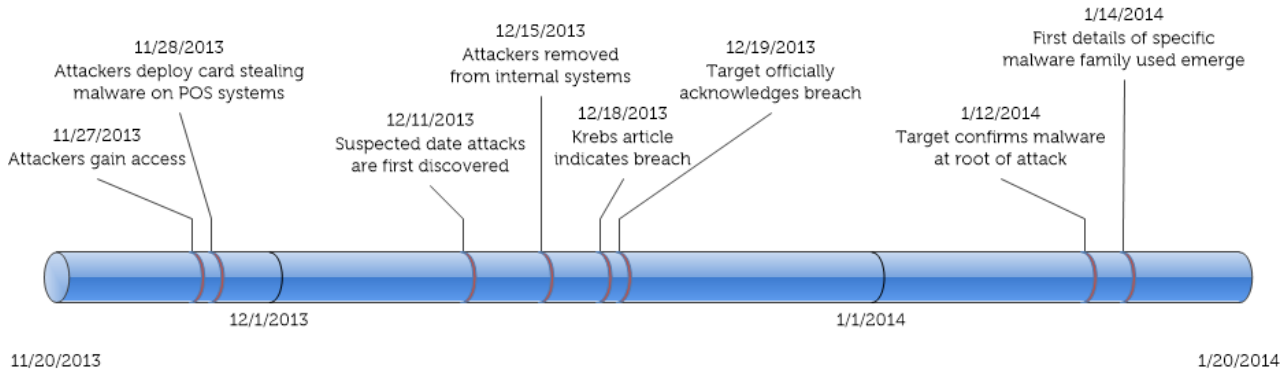 11/27/2013
Attackers gain access
11/28/2013
Attackers deploy card stealing
malware on POS systems
12/11/2013
Suspected date attacks
are first discovered
12/15/2013
Attackers removed
from internal systems
12/18/2013
Krebs article
indicates breach
12/19/2013
Target officially
acknowledges breach
1/12/2014
Target confirms malware
at root of attack
1/14/2014
First details of specific
malware family used emerge
12/1/2013
1/1/2014
11/20/2013
1/20/2014